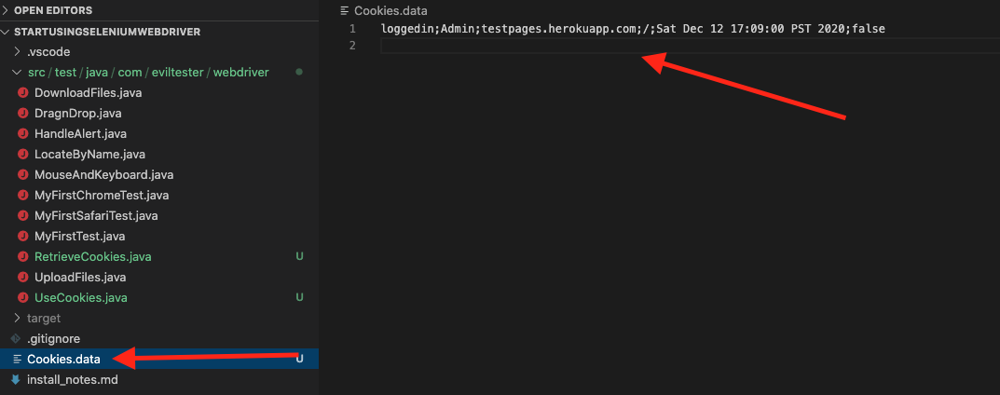 OPEN EDITORS
STARTUSINGSELENIUMWEBDRIVER
.vscode
src / test / java / com / eviltester / webdriver
J DownloadFiles.java
J DragnDrop.java
J HandleAlert.java
J LocateByName.java
J MouseAndKeyboard.java
J MyFirstChromeTest.java
J MyFirstSafariTest.java
J MyFirstTest.java
J RetrieveCookies.java U
J UploadFiles.java
J UseCookies.java U
target
.gitignore
Cookies.data U
install_notes.md
Cookies.data
1 loggedin;Admin;testpages.herokuapp.com;/;Sat Dec 12 17:09:00 PST 2020;false
2